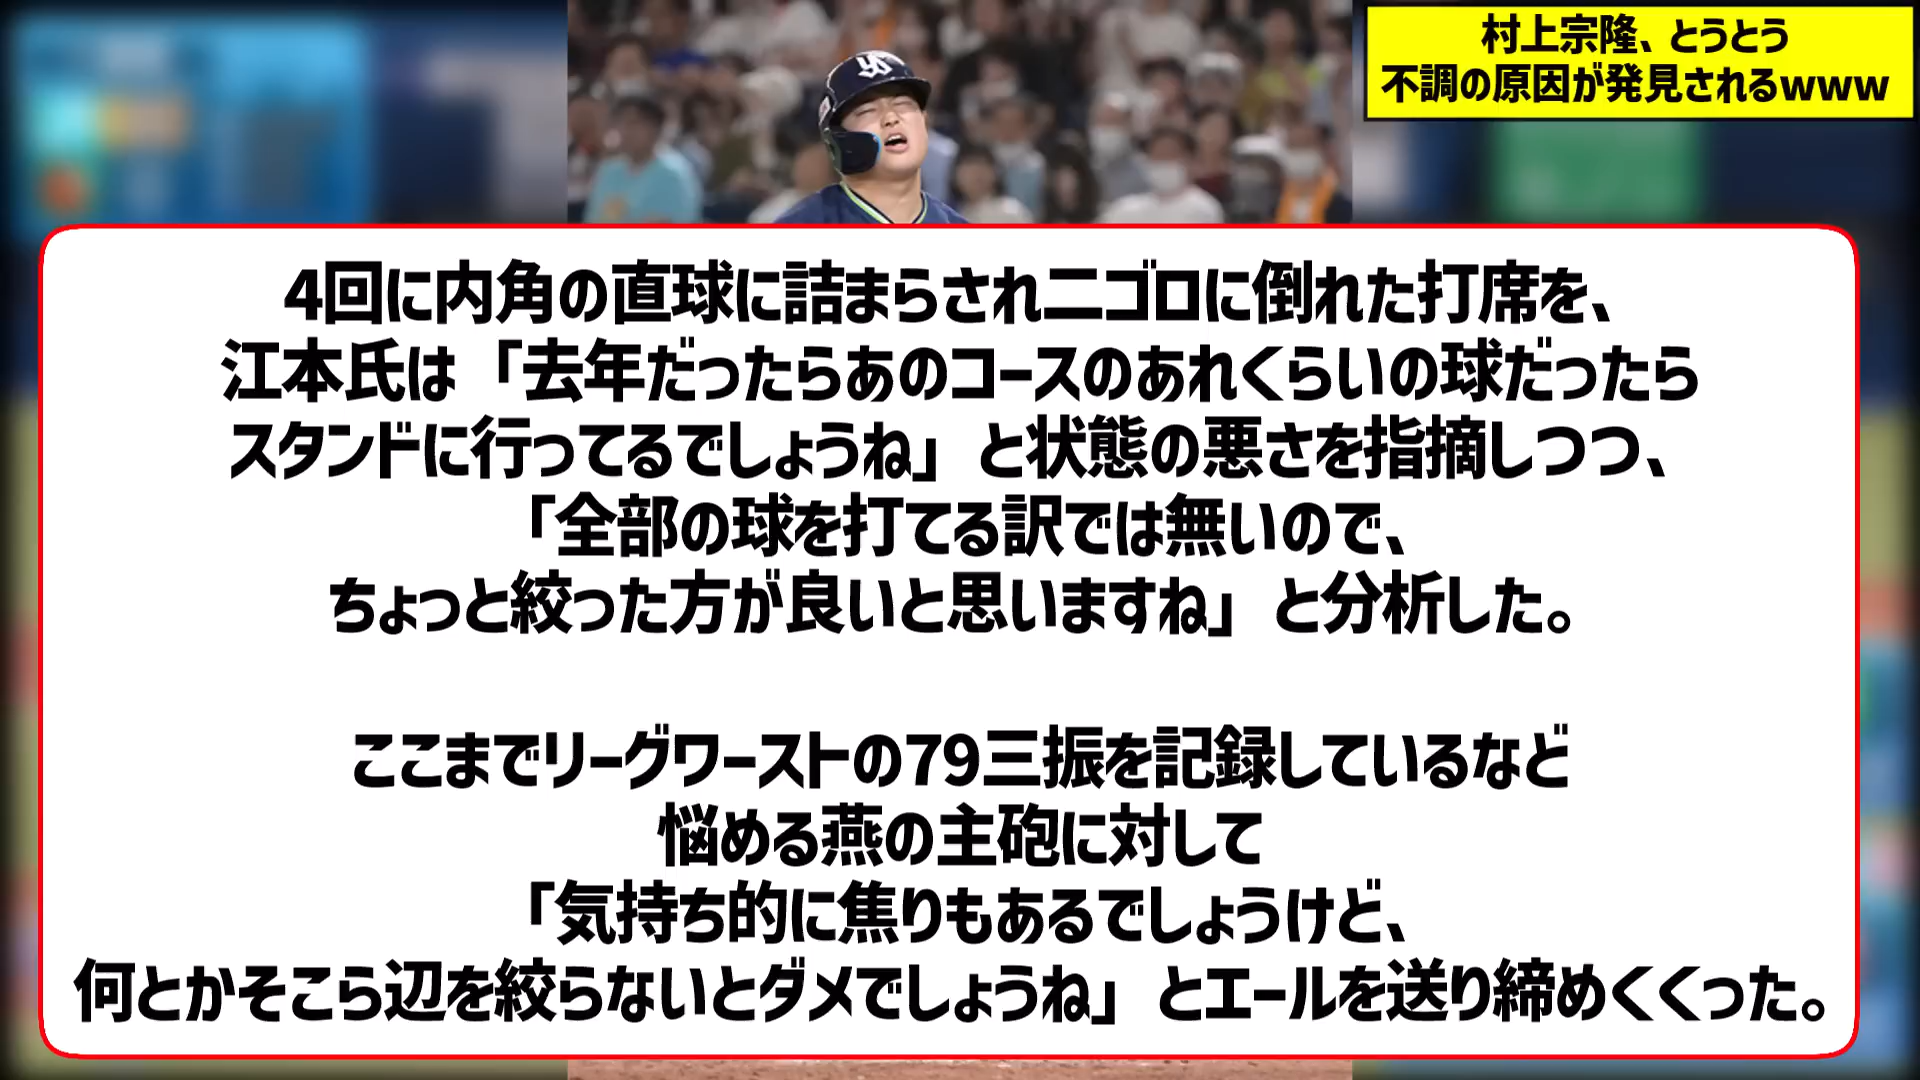 村上宗隆、とうとう
不調の原因が発見されるwww
YS
4回に内角の直球に詰まらされ二ゴロに倒れた打席を、
江本氏は「去年だったらあのコースのあれくらいの球だったら
スタンドに行ってるでしょうね」と状態の悪さを指摘しつつ、
「全部の球を打てる訳では無いので、
ちょっと絞った方が良いと思いますね」と分析した。
ここまでリーグワーストの79三振を記録しているなど
悩める燕の主砲に対して
「気持ち的に焦りもあるでしょうけど、
何とかそこら辺を絞らないとダメでしょうね」とエールを送り締めくくった。